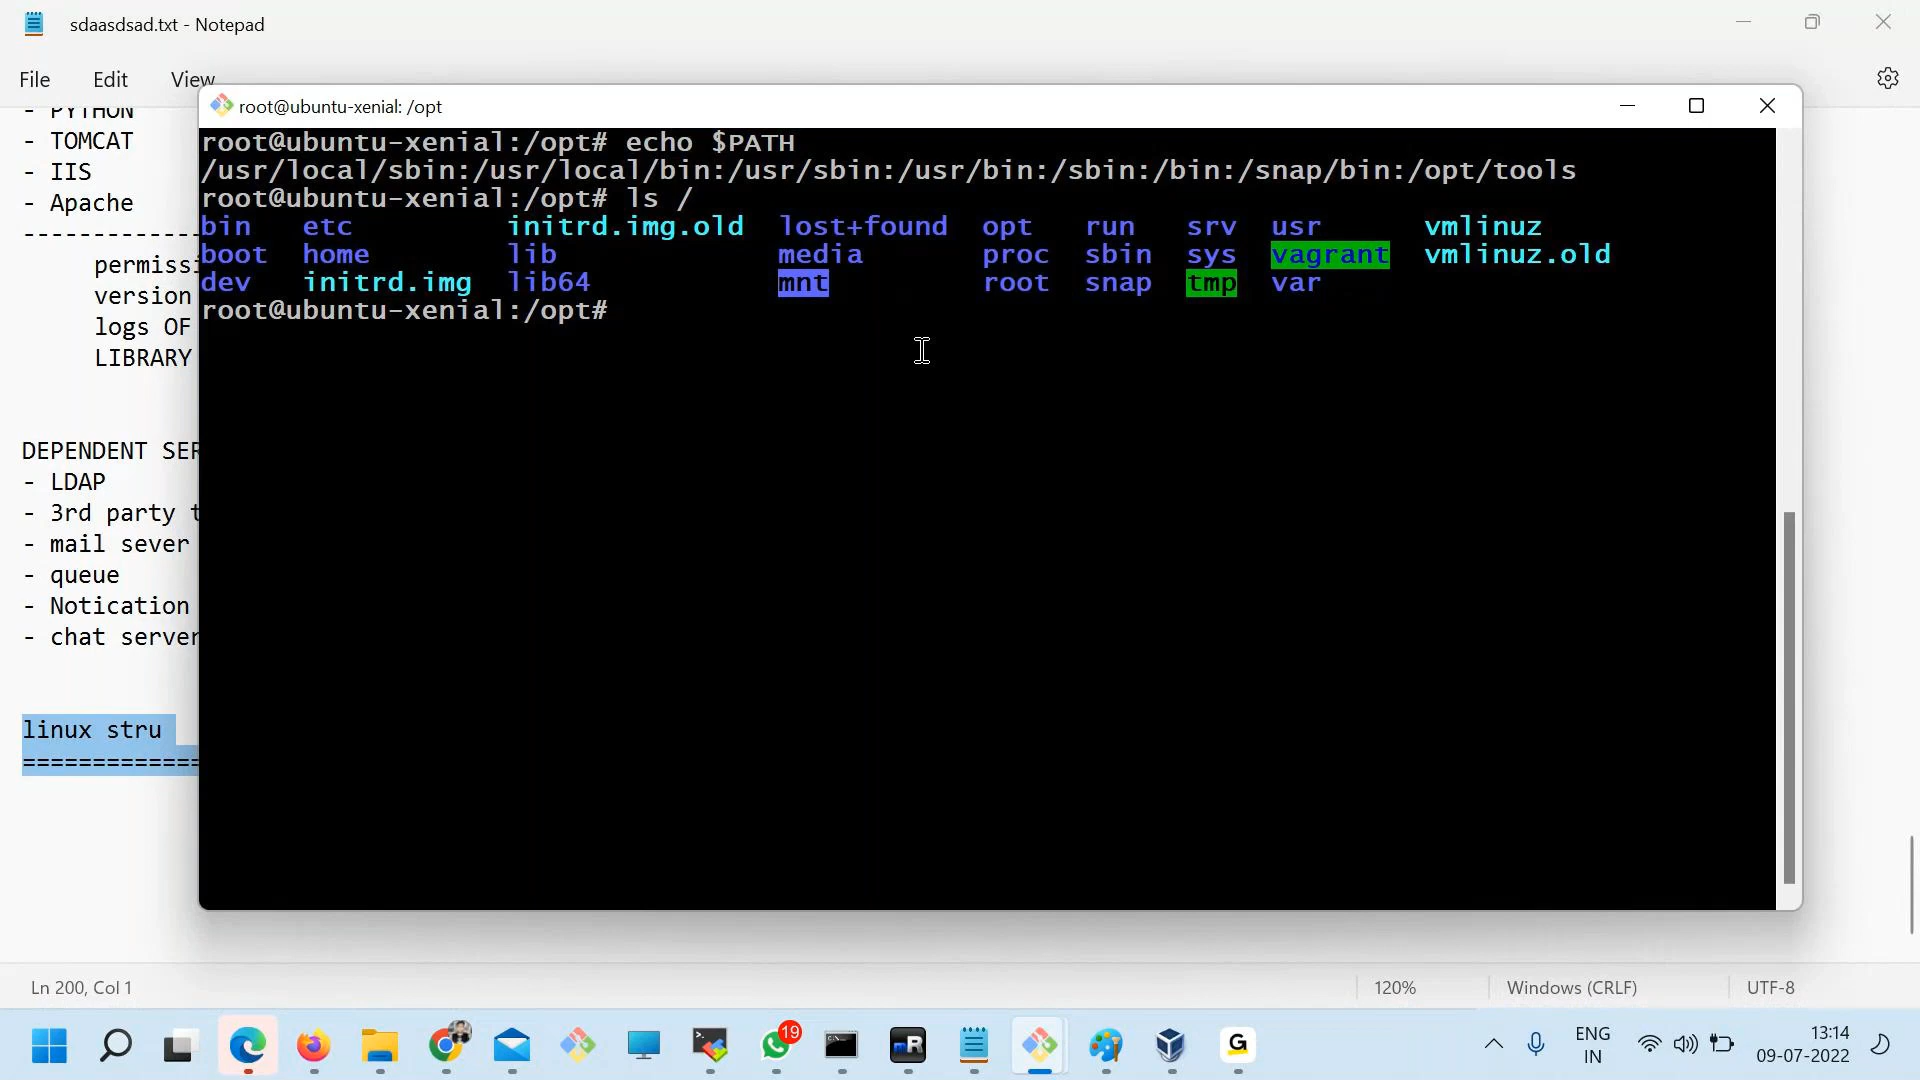 sdaasdsad.txt - Notepad
File Edit View
- PYTHON
- TOMCAT
- IIS
- Apache
permissi
version
logs OF
LIBRARY
DEPENDENT SER
- LDAP
- 3rd party t
- mail sever
- queue
- Notication
- chat server
linux stru
==============
root@ubuntu-xenial: /opt
root@ubuntu-xenial:/opt# echo $PATH
/usr/local/sbin:/usr/local/bin:/usr/sbin:/usr/bin:/sbin:/bin:/snap/bin:/opt/tools
root@ubuntu-xenial:/opt# ls /
bin etc initrd.img.old lost+found opt run srv usr vmlinuz
boot home lib media proc sbin sys vagrant vmlinuz.old
dev initrd.img lib64 mnt root snap tmp var
root@ubuntu-xenial:/opt#
Ln 200, Col 1 120% Windows (CRLF) UTF-8
19
R
G
ENG
IN
13:14
09-07-2022